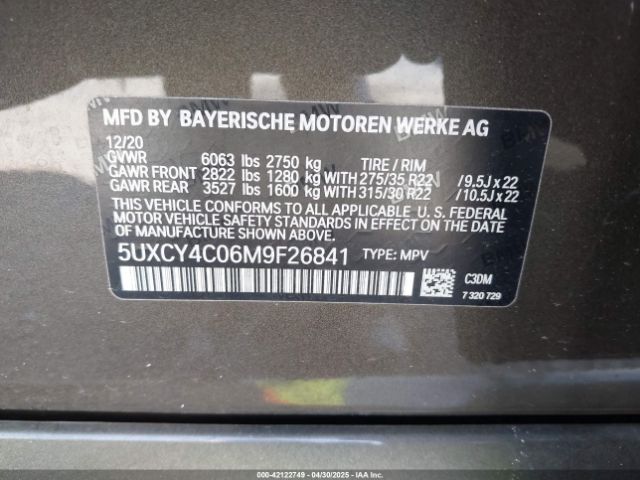 MFD BY BAYERISCHE MOTOREN WERKE AG
12/20
GVWR 6063 lbs 2750 kg TIRE / RIM
GAWR FRONT 2822 lbs 1280 kg WITH 275/35 R22 / 9.5J x 22
GAWR REAR 3527 lbs 1600 kg WITH 315/30 R22 / 10.5J x 22
THIS VEHICLE CONFORMS TO ALL APPLICABLE U. S. FEDERAL
MOTOR VEHICLE SAFETY STANDARDS IN EFFECT ON THE DATE
OF MANUFACTURE SHOWN ABOVE.
5UXCY4C06M9F26841 TYPE: MPV
C3DM
7 320 729
000-42122749 04/30/2025 IAA Inc.